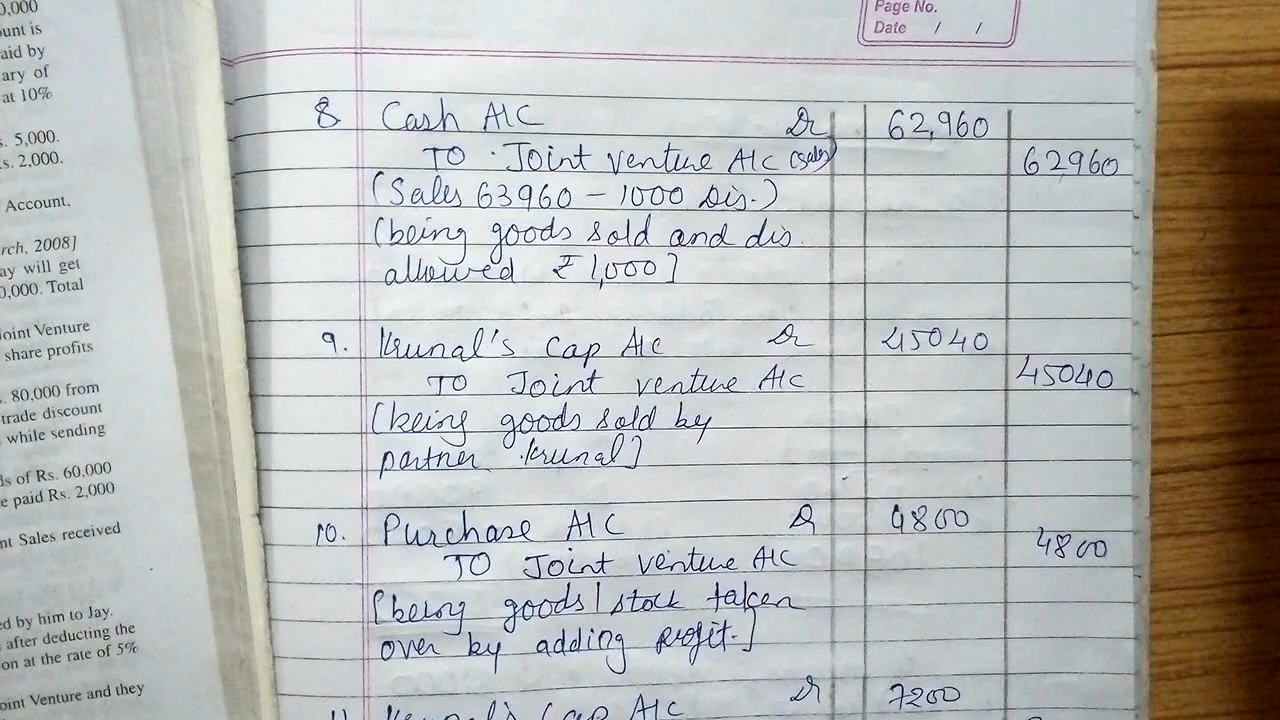 0,000
ount is
aid by
ary of
at 10%
s. 5,000.
Rs. 2,000.
Account,
rch, 2008]
ay will get
0,000. Total
Joint Venture
share profits
. 80,000 from
trade discount
while sending
ds of Rs. 60,000
e paid Rs. 2,000
nt Sales received
ed by him to Jay.
after deducting the
on at the rate of 5%
oint Venture and they
Page No.
Date / /
8 Cash A/C Dr 62,960
TO Joint venture A/C (sales) 62960
(Sales 63960 - 1000 Dis.)
(being goods sold and dis.
allowed ₹ 1,000]
9. Krunal's Cap A/C Dr 45040
TO Joint venture A/C 45040
[being goods sold by
partner Krunal]
10. Purchase A/C Dr 4800
TO Joint venture A/C 4800
[being goods/stock taken
over by adding profit.]
11 Krunal's Cap A/C Dr 7200